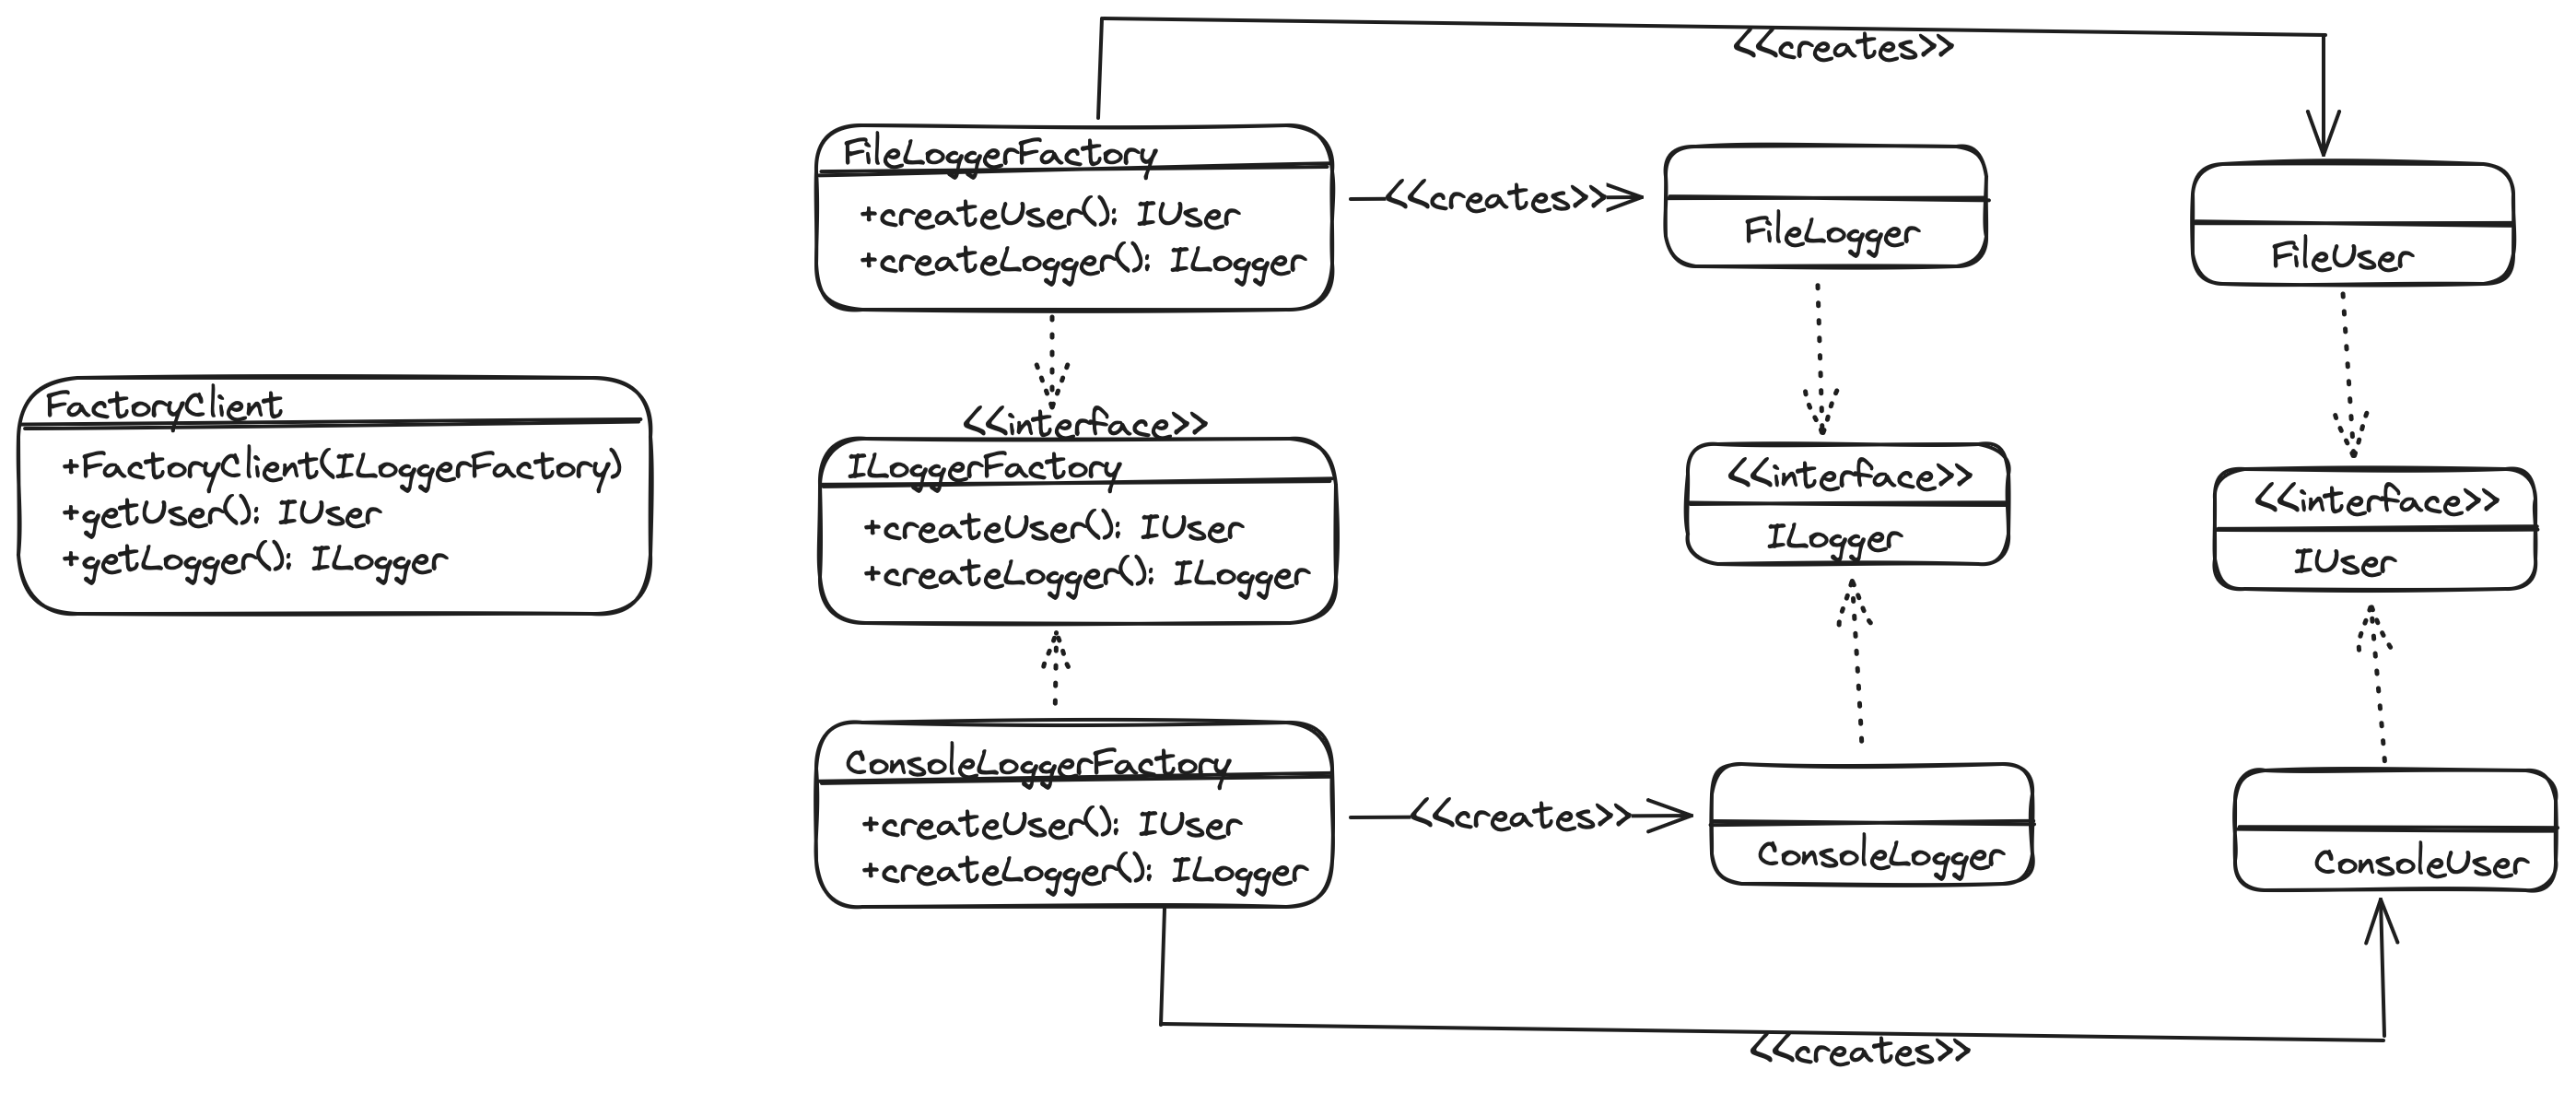 <<creates>>
FileLoggerFactory
+createUser(): IUser
+createLogger(): ILogger
<<creates>>
FileLogger
FileUser
FactoryClient
+FactoryClient(ILoggerFactory)
+getUser(): IUser
+getLogger(): ILogger
<<interface>>
ILoggerFactory
+createUser(): IUser
+createLogger(): ILogger
<<interface>>
ILogger
<<interface>>
IUser
ConsoleLoggerFactory
+createUser(): IUser
+createLogger(): ILogger
<<creates>>
ConsoleLogger
ConsoleUser
<<creates>>